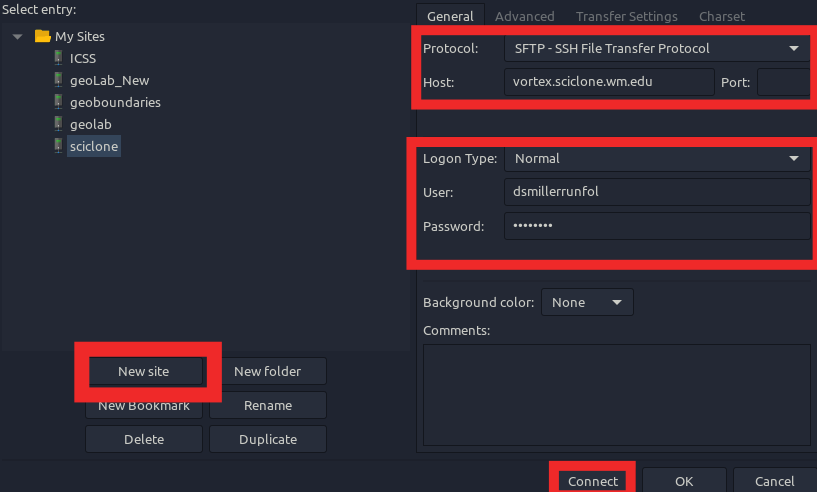 Select entry:
My Sites
ICSS
geoLab_New
geoboundaries
geolab
sciclone
New site
New folder
New Bookmark
Rename
Delete
Duplicate
General Advanced Transfer Settings Charset
Protocol: SFTP - SSH File Transfer Protocol
Host: vortex.sciclone.wm.edu Port:
Logon Type: Normal
User: dsmillerrunfol
Password: ••••••••
Background color: None
Comments:
Connect OK Cancel